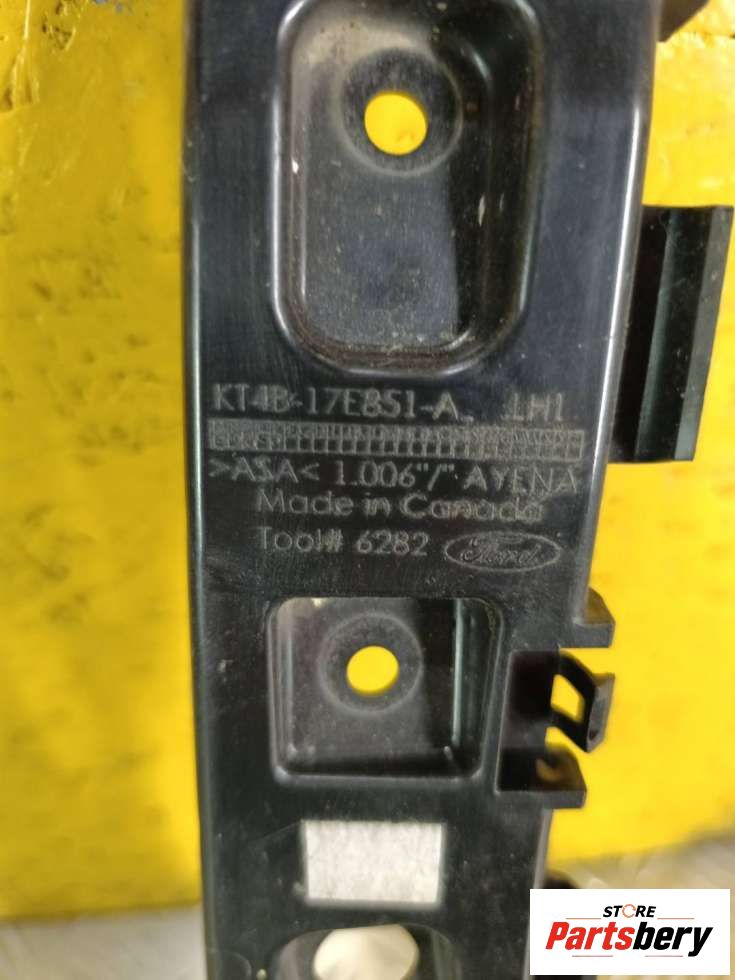 KT4B-17E851-A LH1
>ASA< 1.006"/" AYENA
Made in Canada
Tool# 6282 Ford
STORE
Partsbery